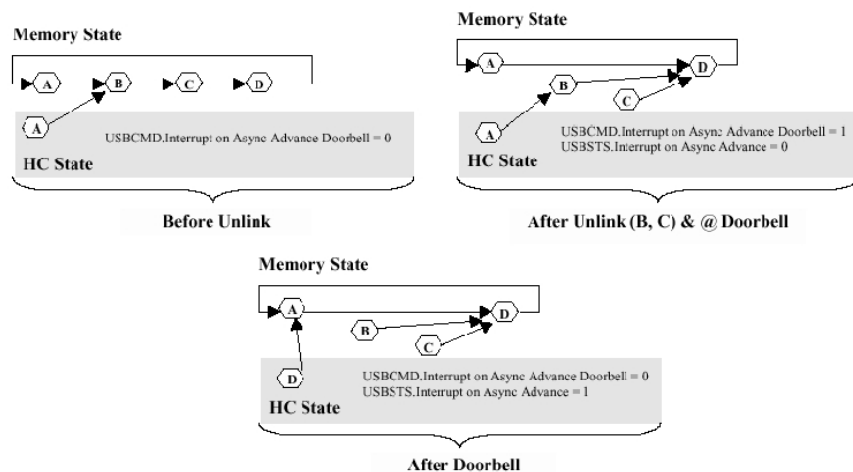 Memory State
A B C D
A
USBCMD.Interrupt on Async Advance Doorbell = 0
HC State
Before Unlink
Memory State
A
D
B
C
A
USBCMD.Interrupt on Async Advance Doorbell = 1
USBSTS.Interrupt on Async Advance = 0
HC State
After Unlink (B, C) & @ Doorbell
Memory State
A
D
B
C
D
USBCMD.Interrupt on Async Advance Doorbell = 0
USBSTS.Interrupt on Async Advance = 1
HC State
After Doorbell